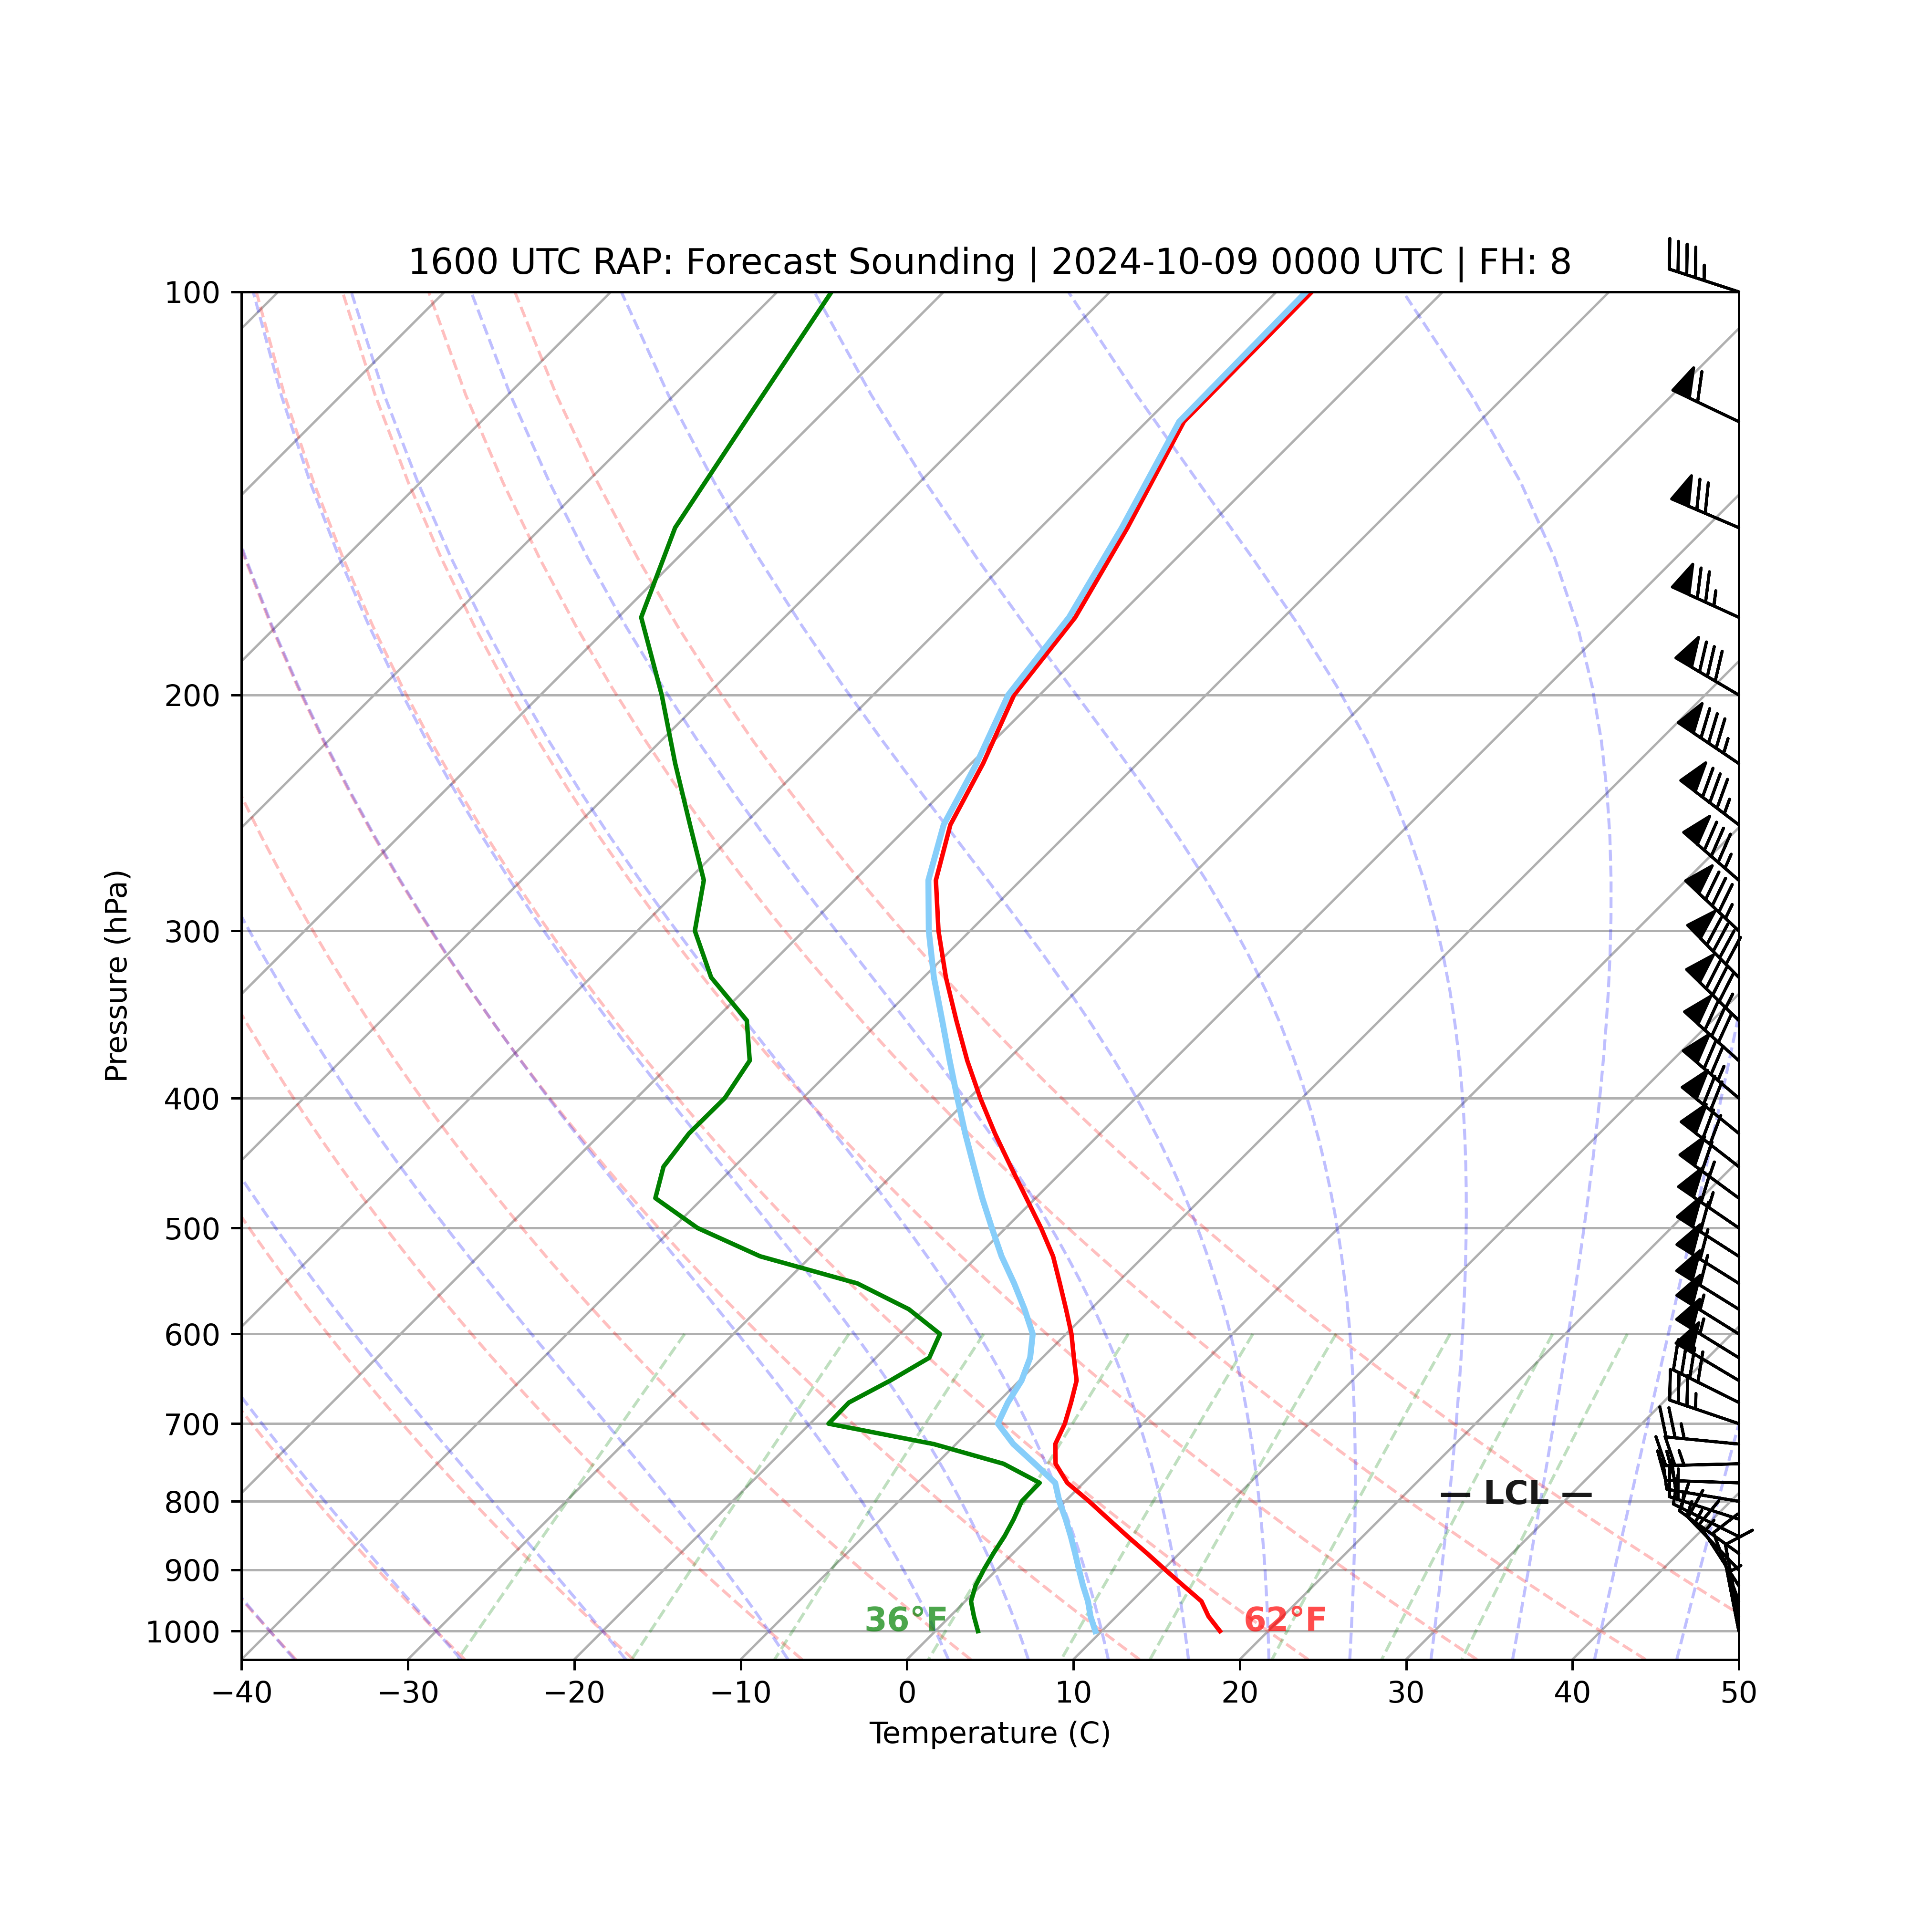 1600 UTC RAP: Forecast Sounding | 2024-10-09 0000 UTC | FH: 8
100
200
300
400
500
600
700
800
900
1000
Pressure (hPa)
— LCL —
36°F
62°F
−40 −30 −20 −10 0 10 20 30 40 50
Temperature (C)